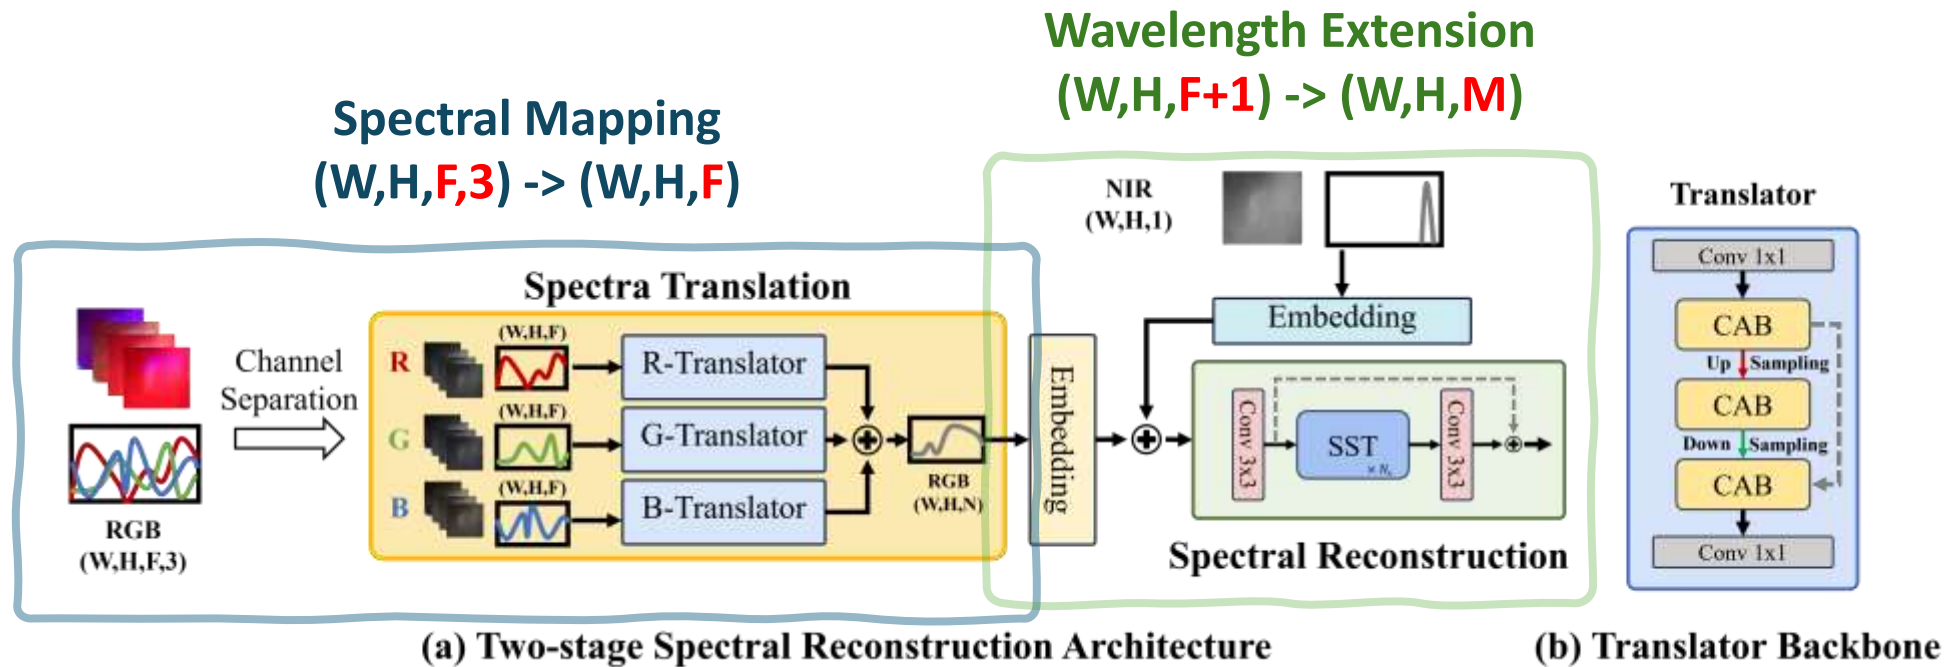 Wavelength Extension
(W,H,F+1) -> (W,H,M)
Spectral Mapping
(W,H,F,3) -> (W,H,F)
NIR
(W,H,1)
Embedding
Spectra Translation
Channel
Separation
RGB
(W,H,F,3)
R
(W,H,F)
R-Translator
G
(W,H,F)
G-Translator
B
(W,H,F)
B-Translator
RGB
(W,H,N)
Embedding
Conv 3x3
SST
Conv 3x3
Spectral Reconstruction
Translator
Conv 1x1
CAB
Up Sampling
CAB
Down Sampling
CAB
Conv 1x1
(a) Two-stage Spectral Reconstruction Architecture
(b) Translator Backbone